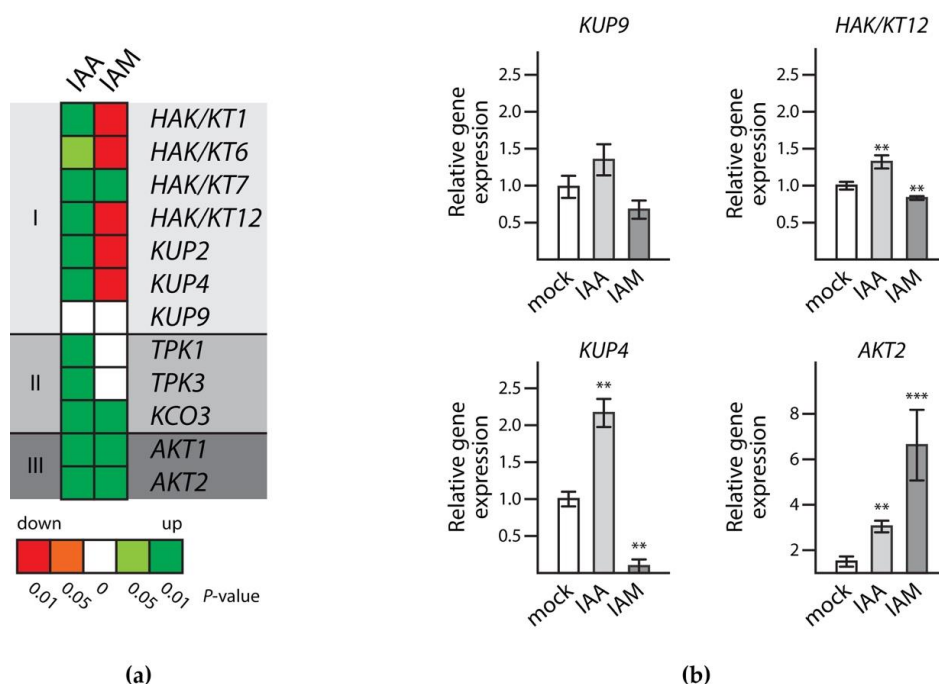 IAA IAM
I
HAK/KT1
HAK/KT6
HAK/KT7
HAK/KT12
KUP2
KUP4
KUP9
II
TPK1
TPK3
KCO3
III
AKT1
AKT2
down up
0.01 0.05 0 0.05 0.01 P-value
(a)
KUP9
Relative gene
expression
2.5
2.0
1.5
1.0
0.5
mock IAA IAM
HAK/KT12
Relative gene
expression
2.5
2.0
1.5
1.0
0.5
**
**
mock IAA IAM
KUP4
Relative gene
expression
2.5
2.0
1.0
0.5
**
**
mock IAA IAM
AKT2
Relative gene
expression
8
6
4
2
**
***
mock IAA IAM
(b)